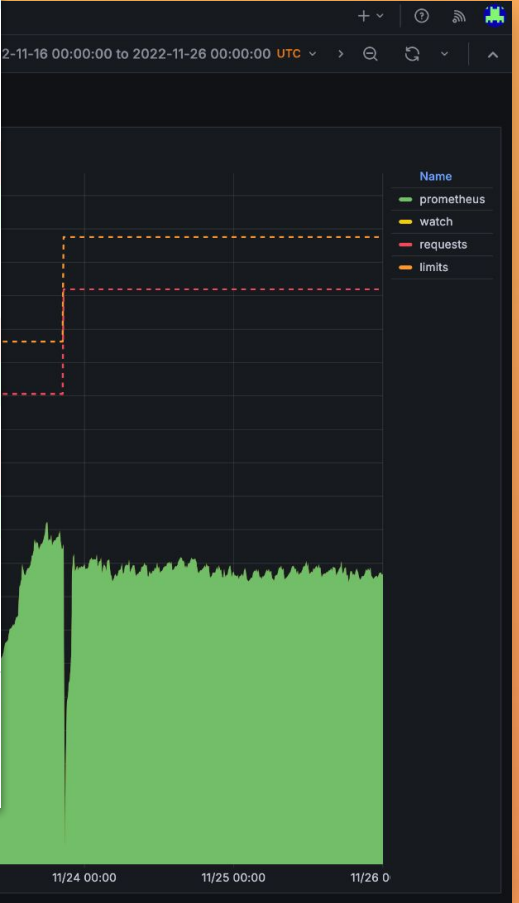 2-11-16 00:00:00 to 2022-11-26 00:00:00 UTC
Name
prometheus
watch
requests
limits
11/24 00:00
11/25 00:00
11/26 0